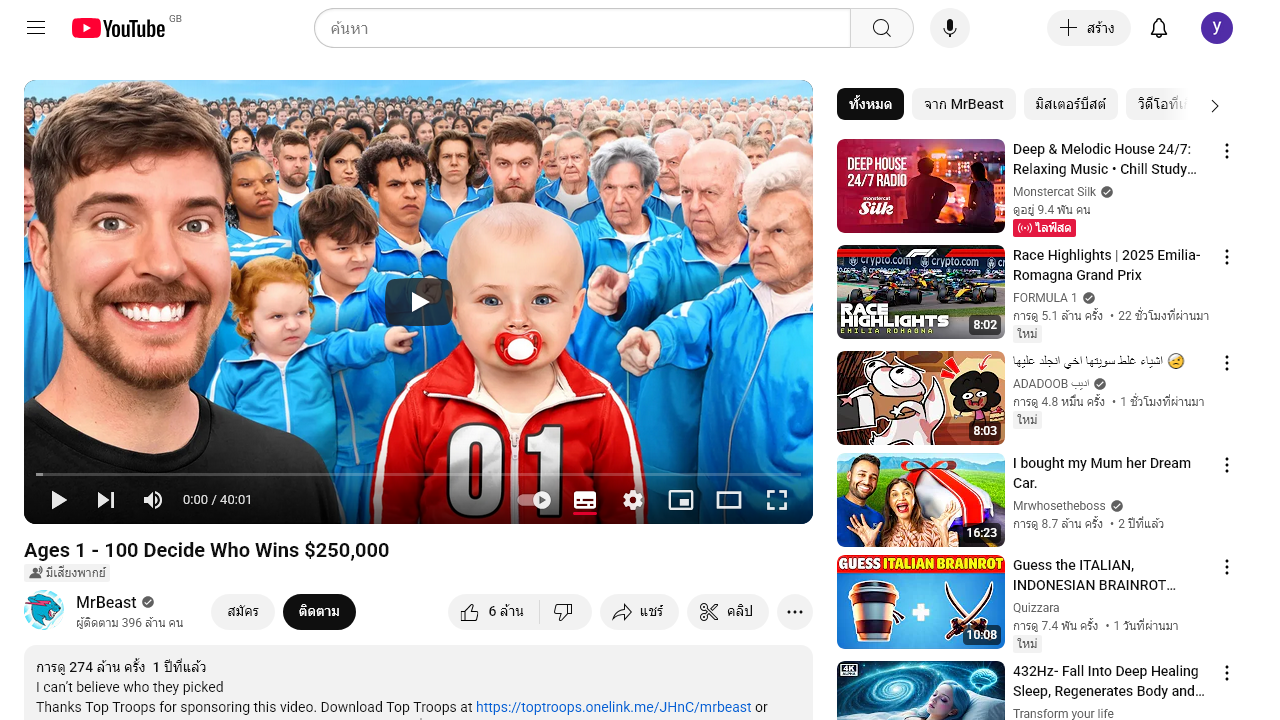 YouTube GB
ค้นหา
สร้าง
y
01
0:00 / 40:01
Ages 1 - 100 Decide Who Wins $250,000
มีเสียงพากย์
MrBeast
ผู้ติดตาม 396 ล้าน คน
สมัคร
ติดตาม
6 ล้าน
แชร์
คลิป
การดู 274 ล้าน ครั้ง 1 ปีที่แล้ว
I can't believe who they picked
Thanks Top Troops for sponsoring this video. Download Top Troops at https://toptroops.onelink.me/JHnC/mrbeast or
ทั้งหมด
จาก MrBeast
มิสเตอร์บีสต์
DEEP HOUSE
24/7 RADIO
monstercat
Silk
Deep & Melodic House 24/7:
Relaxing Music • Chill Study…
Monstercat Silk
ดูอยู่ 9.4 พัน คน
ไลฟ์สด
crypto.com
crypto.com
RACE
HIGHLIGHTS
EMILIA ROMAGNA
8:02
Race Highlights | 2025 Emilia-
Romagna Grand Prix
FORMULA 1
การดู 5.1 ล้าน ครั้ง • 22 ชั่วโมงที่ผ่านมา
ใหม่
8:03
اشياء غلط سويتها اخي انجلد عليها 🤕
ADADOOB اديب
การดู 4.8 หมื่น ครั้ง • 1 ชั่วโมงที่ผ่านมา
ใหม่
16:23
I bought my Mum her Dream
Car.
Mrwhosetheboss
การดู 8.7 ล้าน ครั้ง • 2 ปีที่แล้ว
GUESS ITALIAN BRAINROT
10:08
Guess the ITALIAN,
INDONESIAN BRAINROT…
Quizzara
การดู 7.4 พัน ครั้ง • 1 วันที่ผ่านมา
ใหม่
4K
ALPHA
432Hz- Fall Into Deep Healing
Sleep, Regenerates Body and…
Transform your life